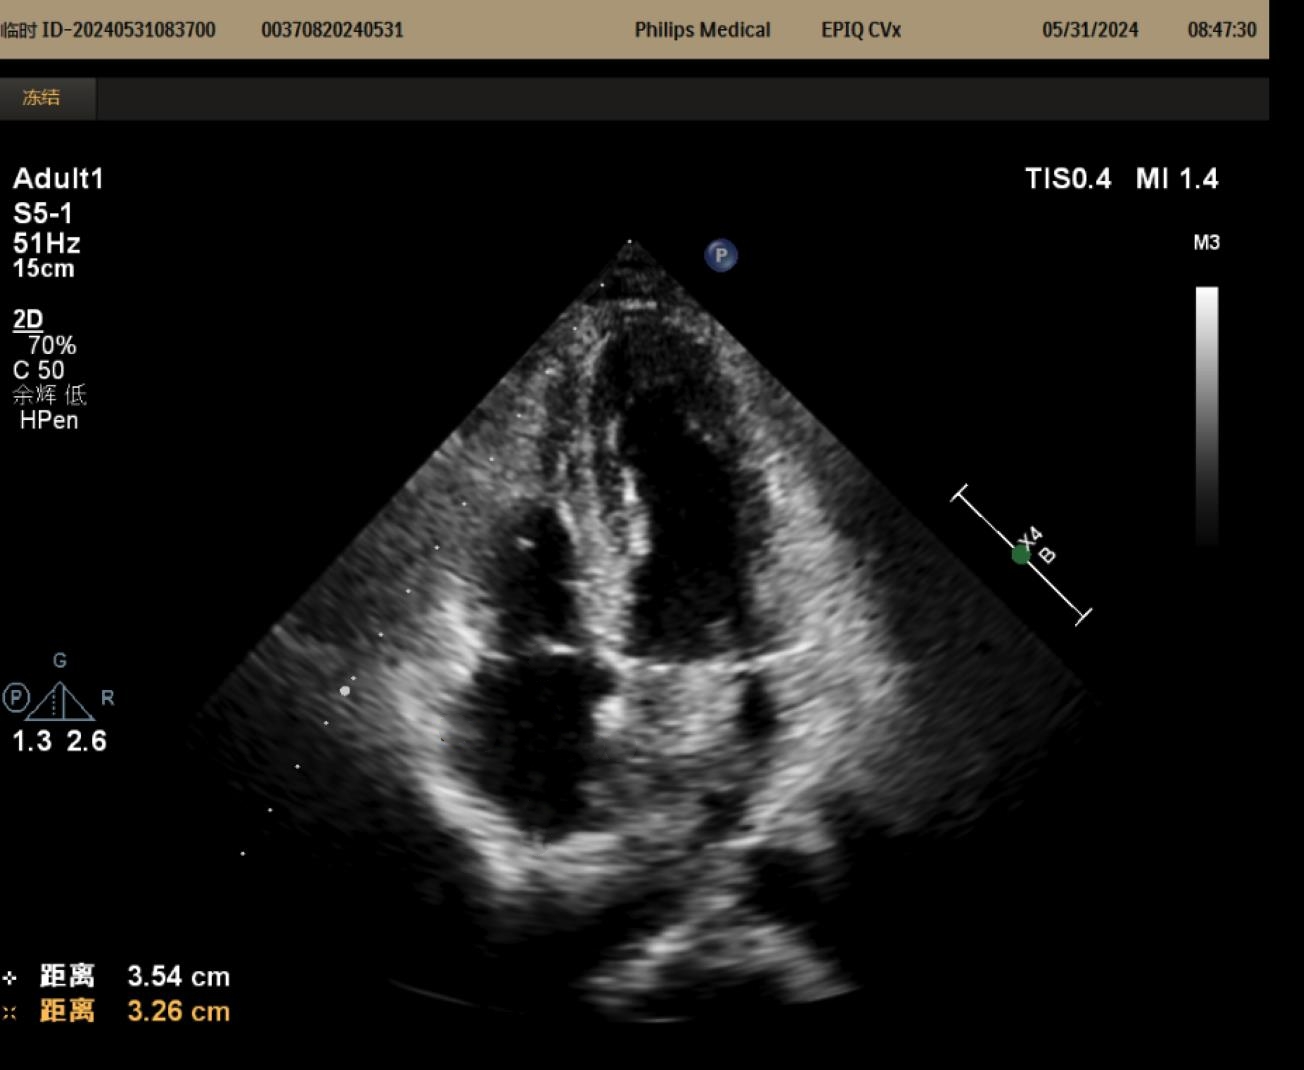 临时 ID-20240531083700 00370820240531 Philips Medical EPIQ CVx 05/31/2024 08:47:30
冻结
TIS0.4 MI 1.4
Adult1
S5-1
51Hz
15cm
M3
2D
70%
C 50
余辉 低
HPen
P
X4
B
G
P R
1.3 2.6
距离 3.54 cm
距离 3.26 cm